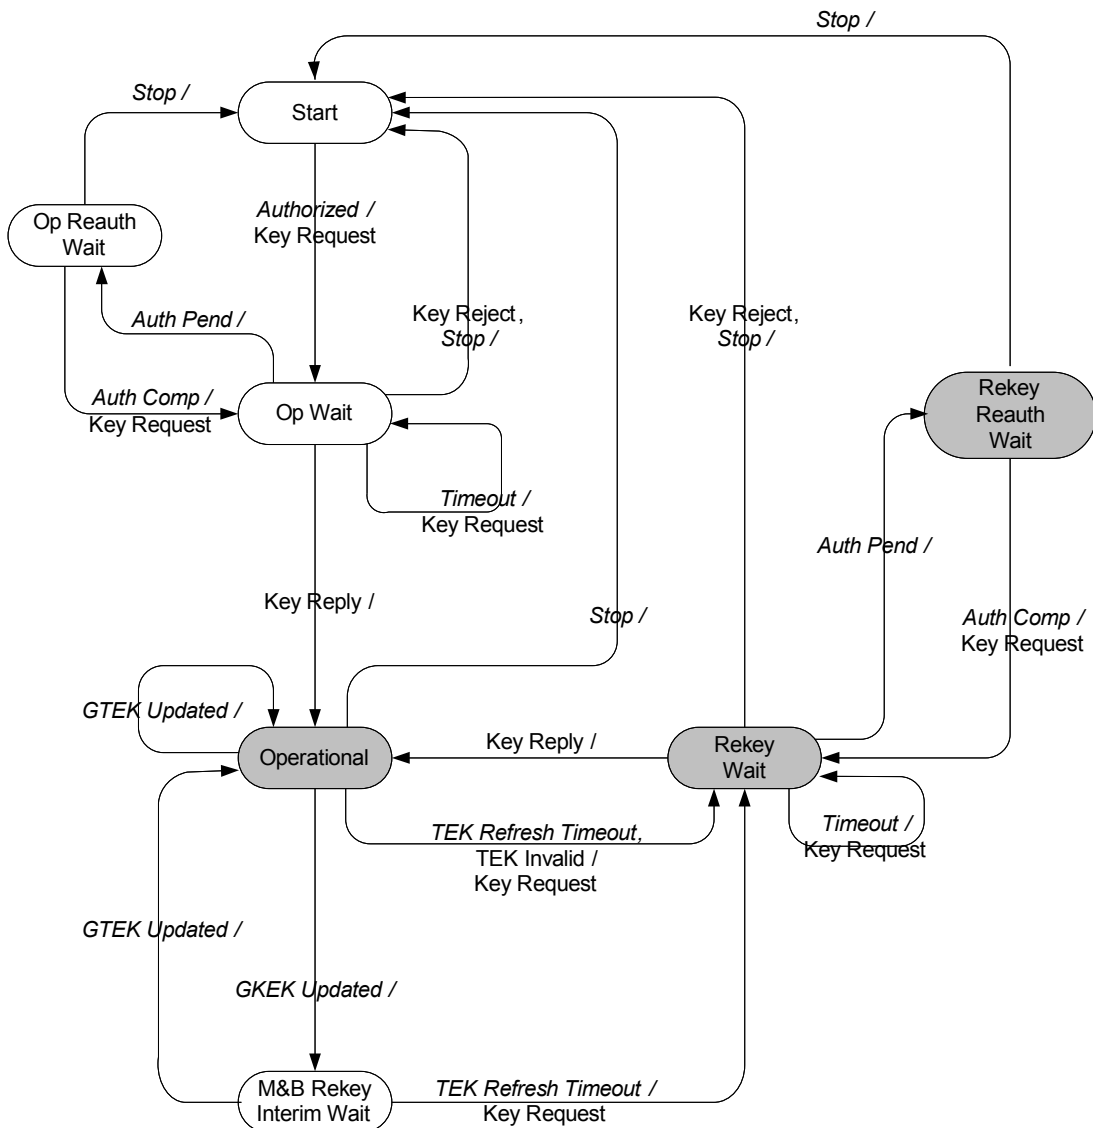 Stop /
Stop /
Start
Op Reauth
Wait
Authorized /
Key Request
Auth Pend /
Key Reject,
Stop /
Key Reject,
Stop /
Auth Comp /
Key Request
Op Wait
Rekey
Reauth
Wait
Timeout /
Key Request
Auth Pend /
Key Reply /
Stop /
Auth Comp /
Key Request
GTEK Updated /
Operational
Key Reply /
Rekey
Wait
TEK Refresh Timeout,
TEK Invalid /
Key Request
Timeout /
Key Request
GTEK Updated /
GKEK Updated /
M&B Rekey
Interim Wait
TEK Refresh Timeout /
Key Request